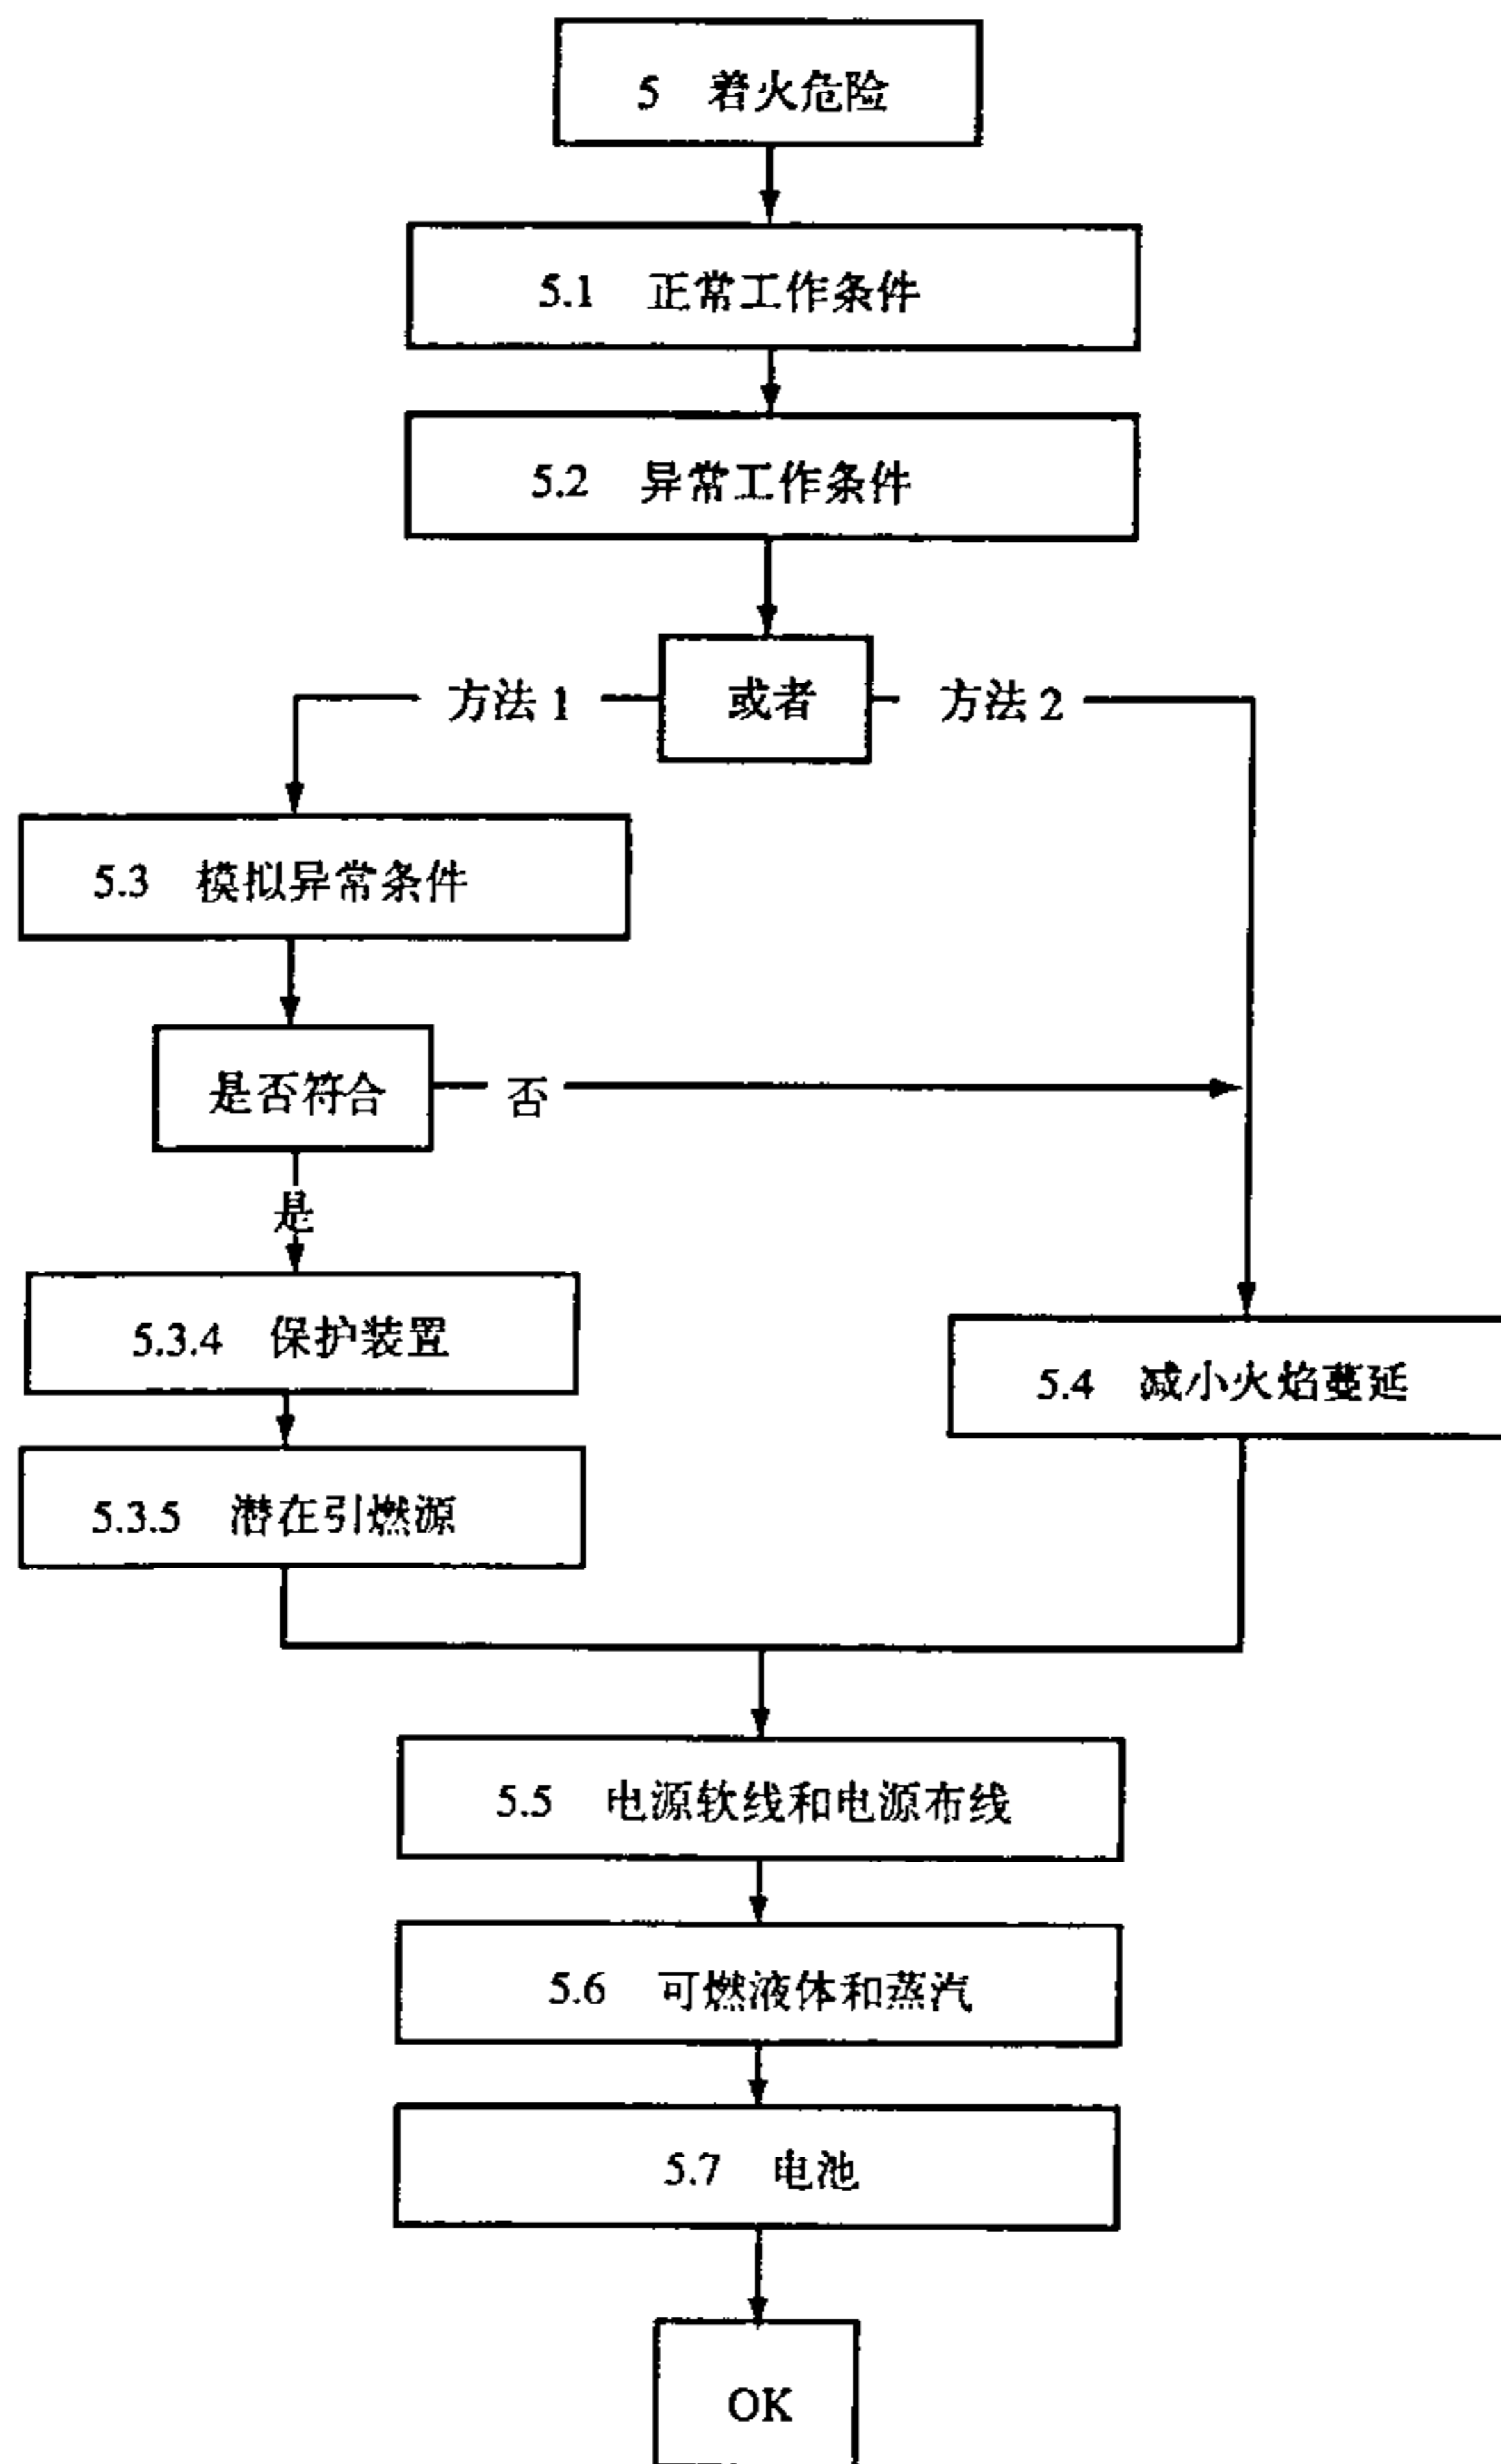 5 着火危险
5.1 正常工作条件
5.2 异常工作条件
方法 1 或者 方法 2
5.3 模拟异常条件
是否符合 否
是
5.3.4 保护装置
5.4 减小火焰蔓延
5.3.5 潜在引燃源
5.5 电源软线和电源布线
5.6 可燃液体和蒸汽
5.7 电池
OK